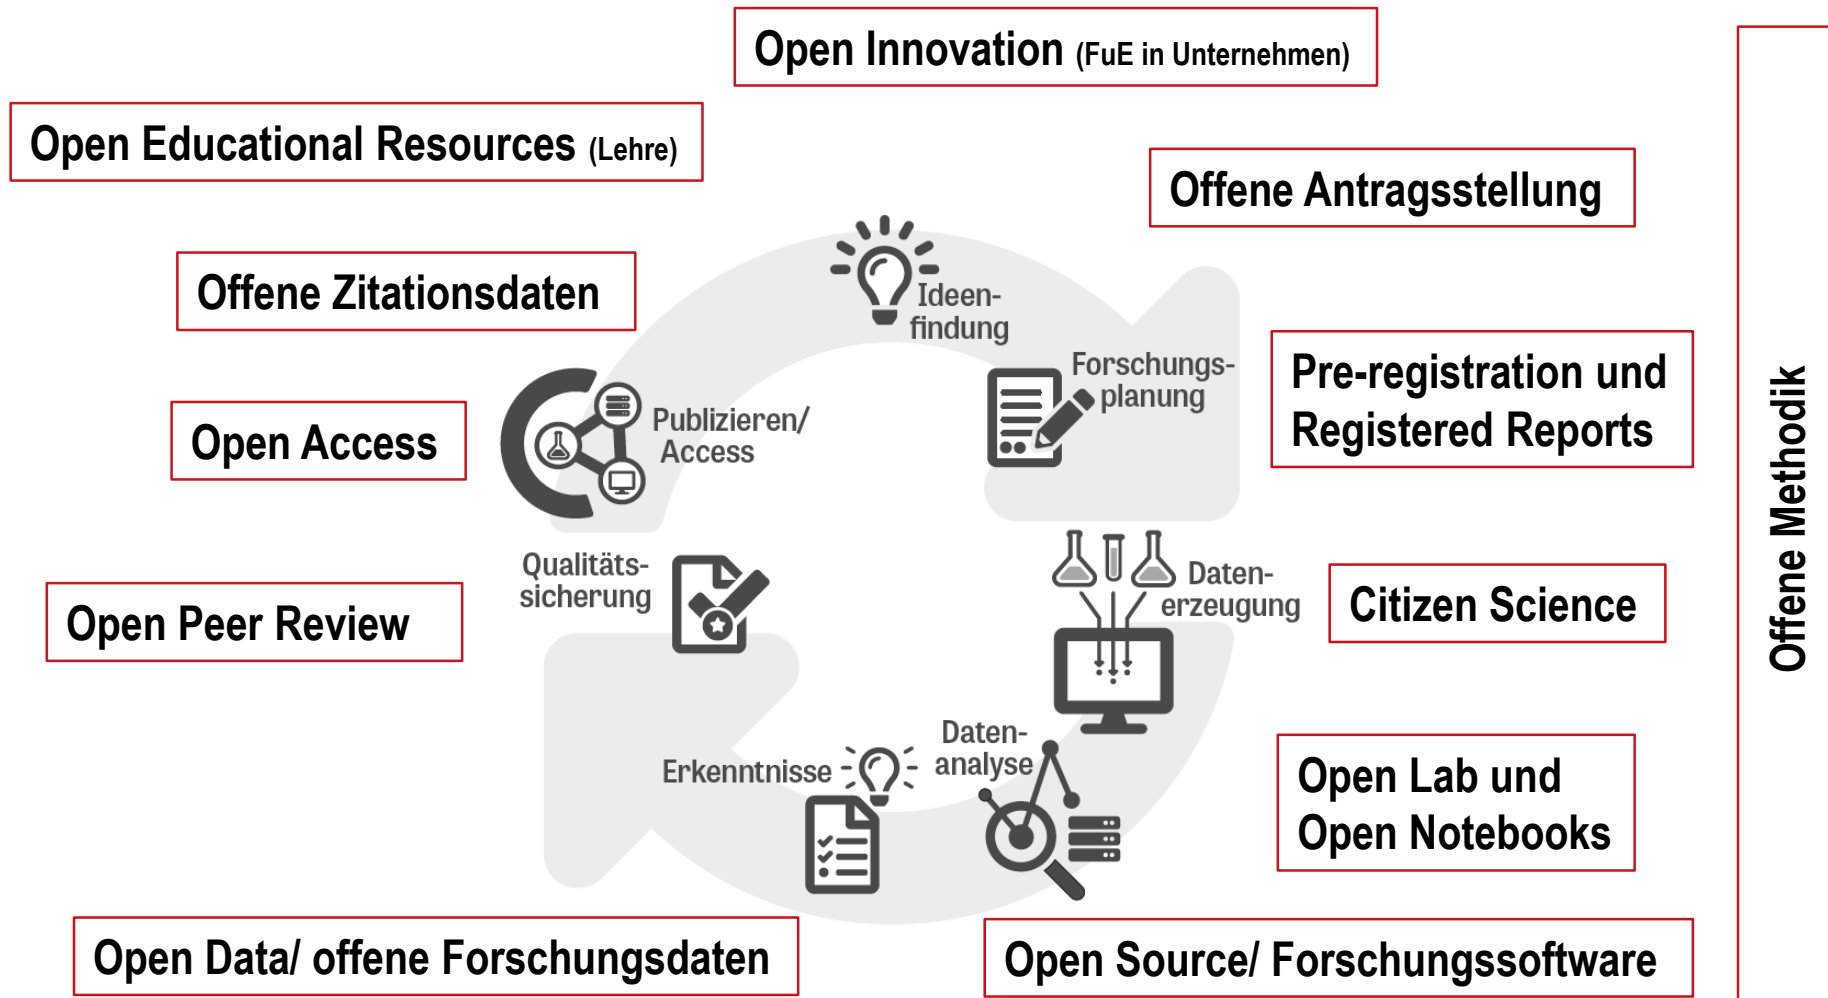 Open Innovation (FuE in Unternehmen)
Open Educational Resources (Lehre)
Offene Antragsstellung
Offene Zitationsdaten
Ideen-
findung
Forschungs-
planung
Pre-registration und
Registered Reports
Open Access
Publizieren/
Access
Qualitäts-
sicherung
Daten-
erzeugung
Citizen Science
Open Peer Review
Daten-
analyse
Erkenntnisse
Open Lab und
Open Notebooks
Open Data/ offene Forschungsdaten
Open Source/ Forschungssoftware
Offene Methodik